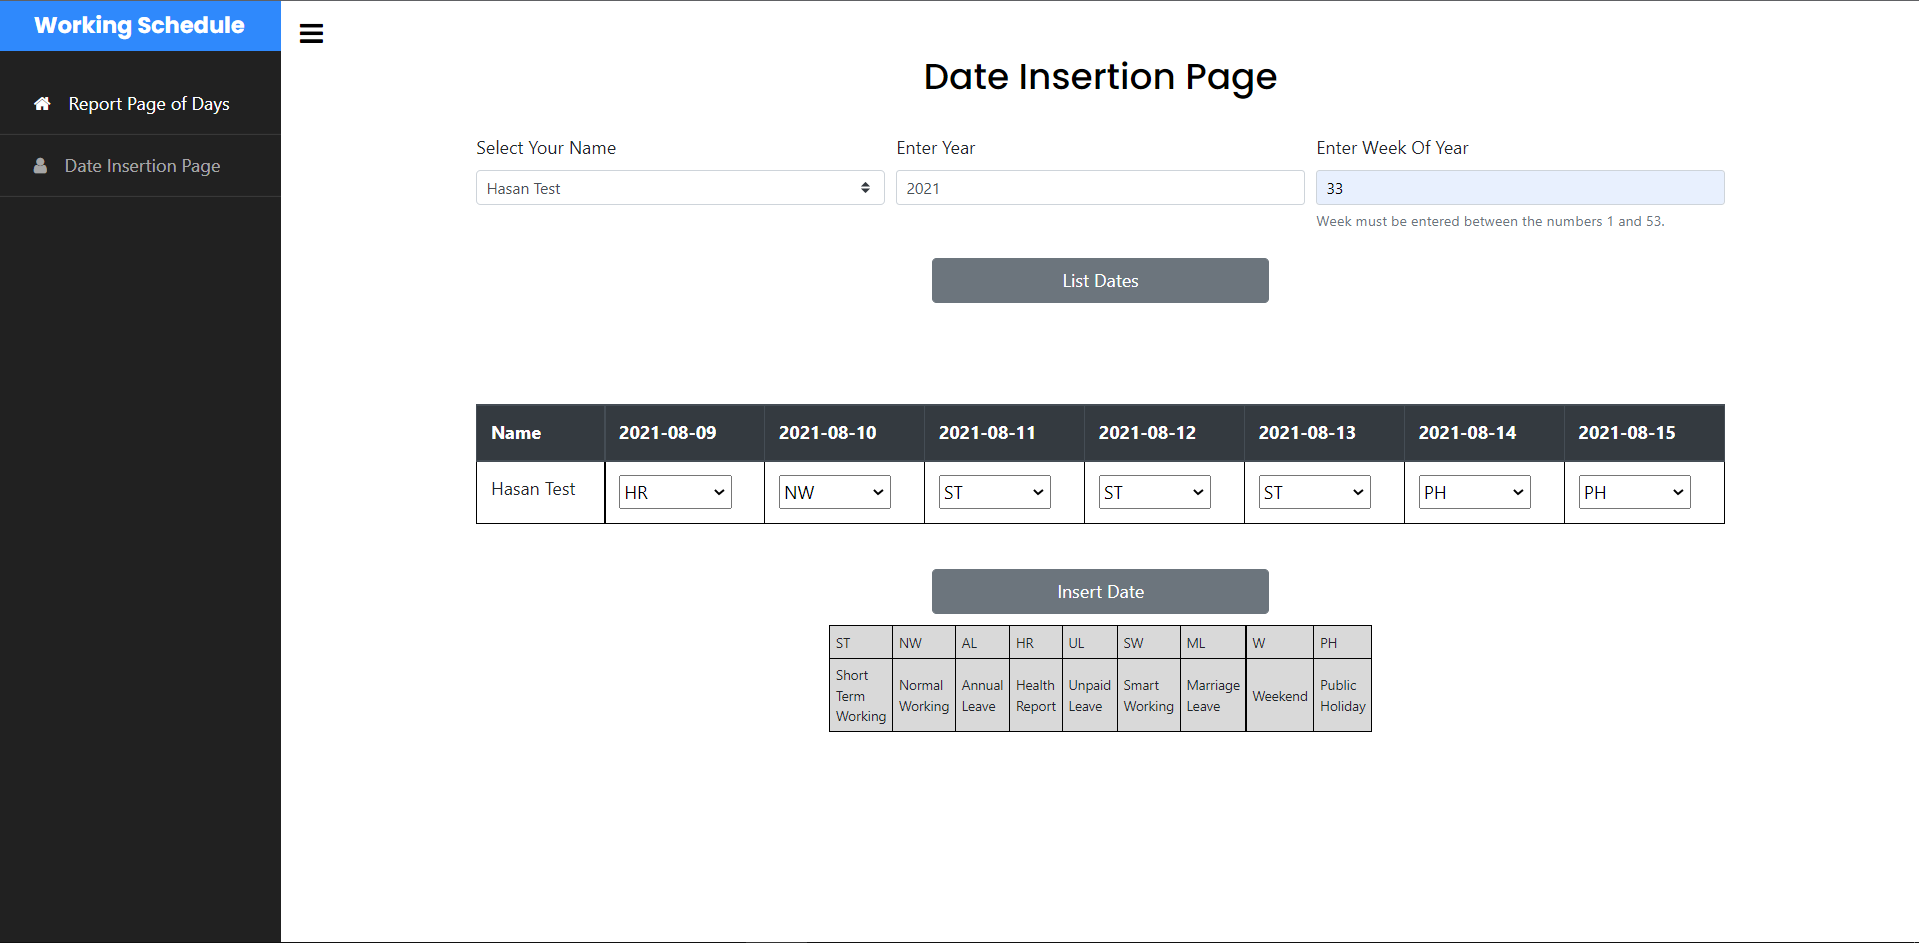 Working Schedule
Report Page of Days
Date Insertion Page
Date Insertion Page
Select Your Name
Enter Year
Enter Week Of Year
Hasan Test
2021
33
Week must be entered between the numbers 1 and 53.
List Dates
Name 2021-08-09 2021-08-10 2021-08-11 2021-08-12 2021-08-13 2021-08-14 2021-08-15
Hasan Test HR NW ST ST ST PH PH
Insert Date
ST NW AL HR UL SW ML W PH
Short
Term
Working
Normal
Working
Annual
Leave
Health
Report
Unpaid
Leave
Smart
Working
Marriage
Leave
Weekend
Public
Holiday